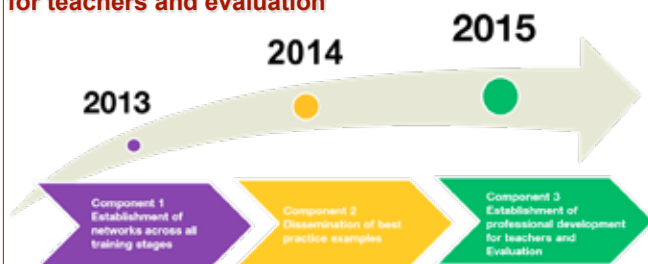 for teachers and evaluation
2015
2014
2013
Component 1
Establishment of
networks across all
training stages
Component 2
Dissemination of best
practice examples
Component 3
Establishment of
professional development
for teachers and
Evaluation